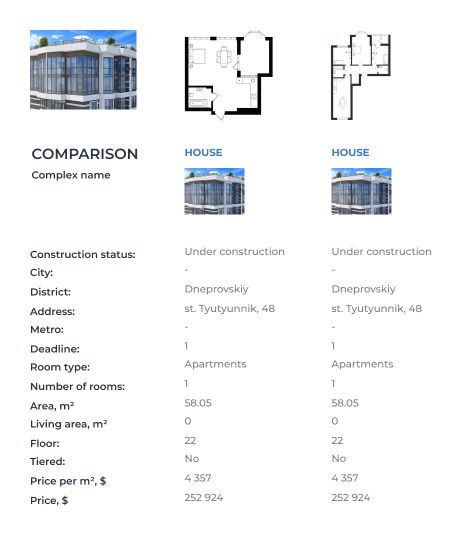 COMPARISON HOUSE HOUSE
Complex name
Construction status: Under construction Under construction
City: - -
District: Dneprovskiy Dneprovskiy
Address: st. Tyutyunnik, 48 st. Tyutyunnik, 48
Metro: - -
Deadline: 1 1
Room type: Apartments Apartments
Number of rooms: 1 1
Area, m² 58.05 58.05
Living area, m² 0 0
Floor: 22 22
Tiered: No No
Price per m², $ 4 357 4 357
Price, $ 252 924 252 924